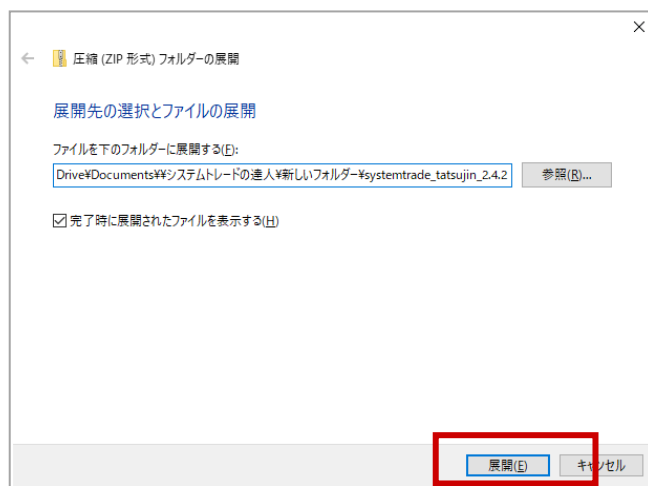 圧縮 (ZIP 形式) フォルダーの展開
展開先の選択とファイルの展開
ファイルを下のフォルダーに展開する(F):
Drive¥Documents¥¥システムトレードの達人¥新しいフォルダー¥systemtrade_tatsujin_2.4.2
参照(R)...
完了時に展開されたファイルを表示する(H)
展開(E)
キャンセル